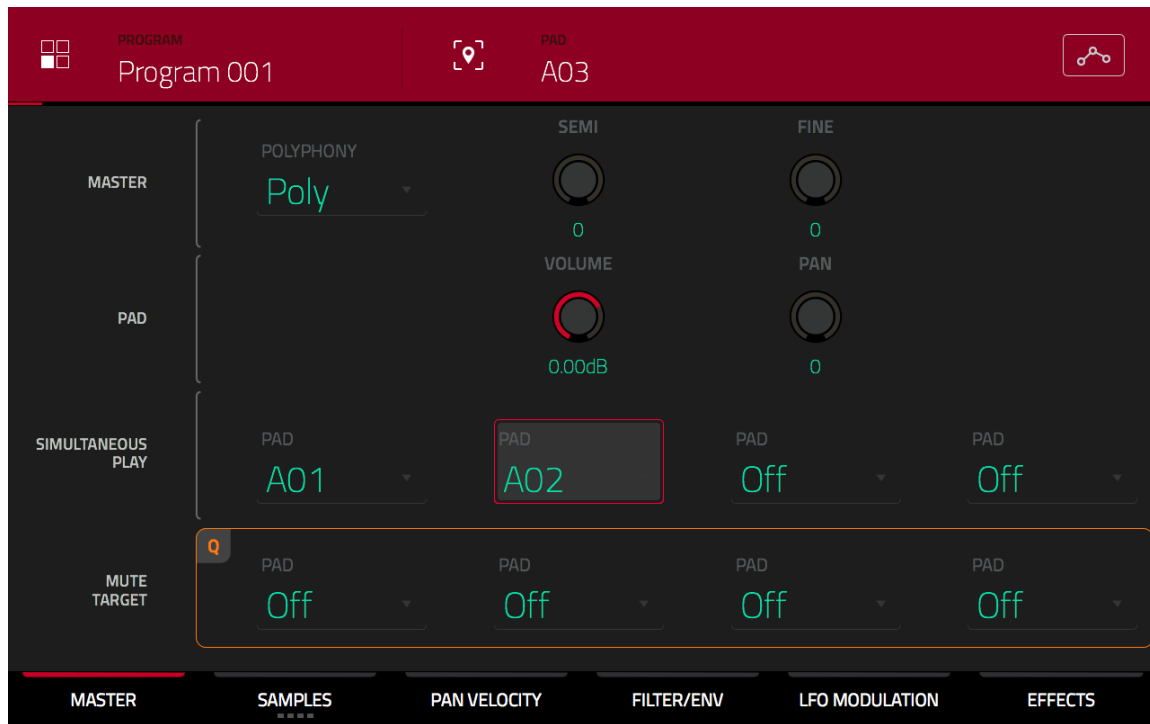 PROGRAM
Program 001
PAD
A03
MASTER
POLYPHONY
Poly
SEMI
0
FINE
0
PAD
VOLUME
0.00dB
PAN
0
SIMULTANEOUS
PLAY
PAD
A01
PAD
A02
PAD
Off
PAD
Off
Q
MUTE
TARGET
PAD
Off
PAD
Off
PAD
Off
PAD
Off
MASTER
SAMPLES
PAN VELOCITY
FILTER/ENV
LFO MODULATION
EFFECTS